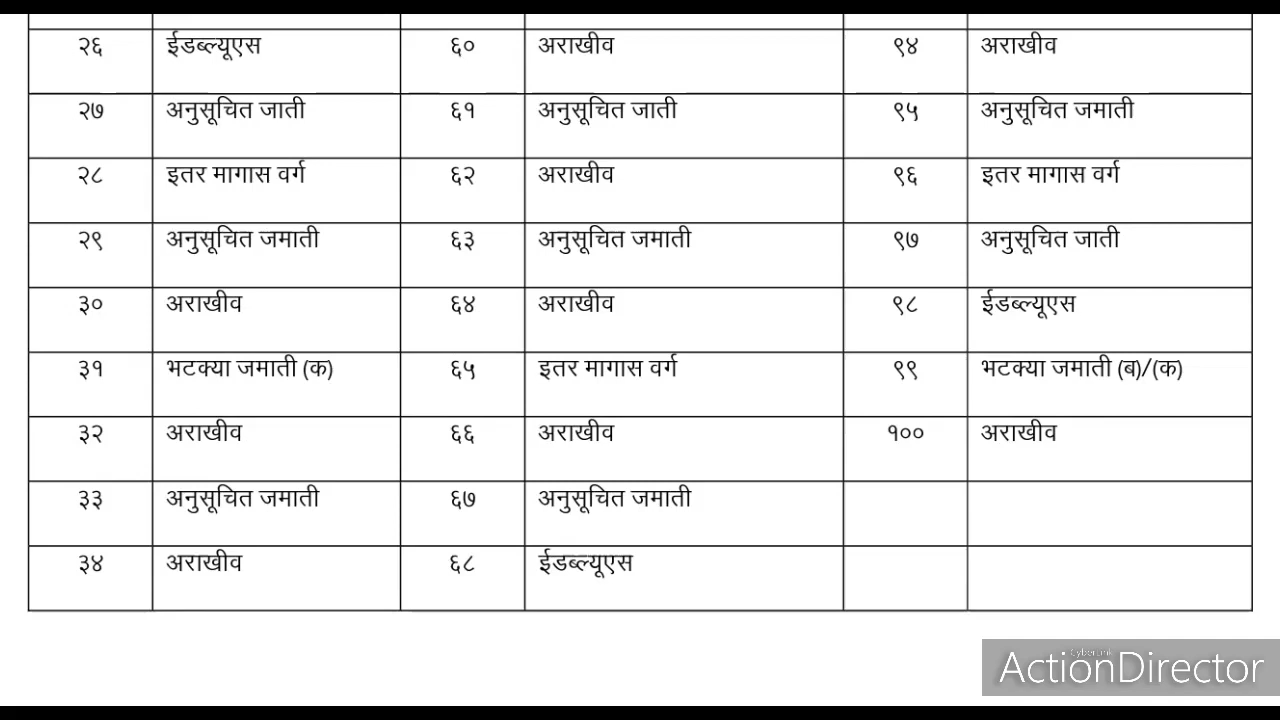 २६ ईडब्ल्यूएस ६० अराखीव ९४ अराखीव
२७ अनुसूचित जाती ६१ अनुसूचित जाती ९५ अनुसूचित जमाती
२८ इतर मागास वर्ग ६२ अराखीव ९६ इतर मागास वर्ग
२९ अनुसूचित जमाती ६३ अनुसूचित जमाती ९७ अनुसूचित जाती
३० अराखीव ६४ अराखीव ९८ ईडब्ल्यूएस
३१ भटक्या जमाती (क) ६५ इतर मागास वर्ग ९९ भटक्या जमाती (ब)/(क)
३२ अराखीव ६६ अराखीव १०० अराखीव
३३ अनुसूचित जमाती ६७ अनुसूचित जमाती
३४ अराखीव ६८ ईडब्ल्यूएस
CyberLink
ActionDirector